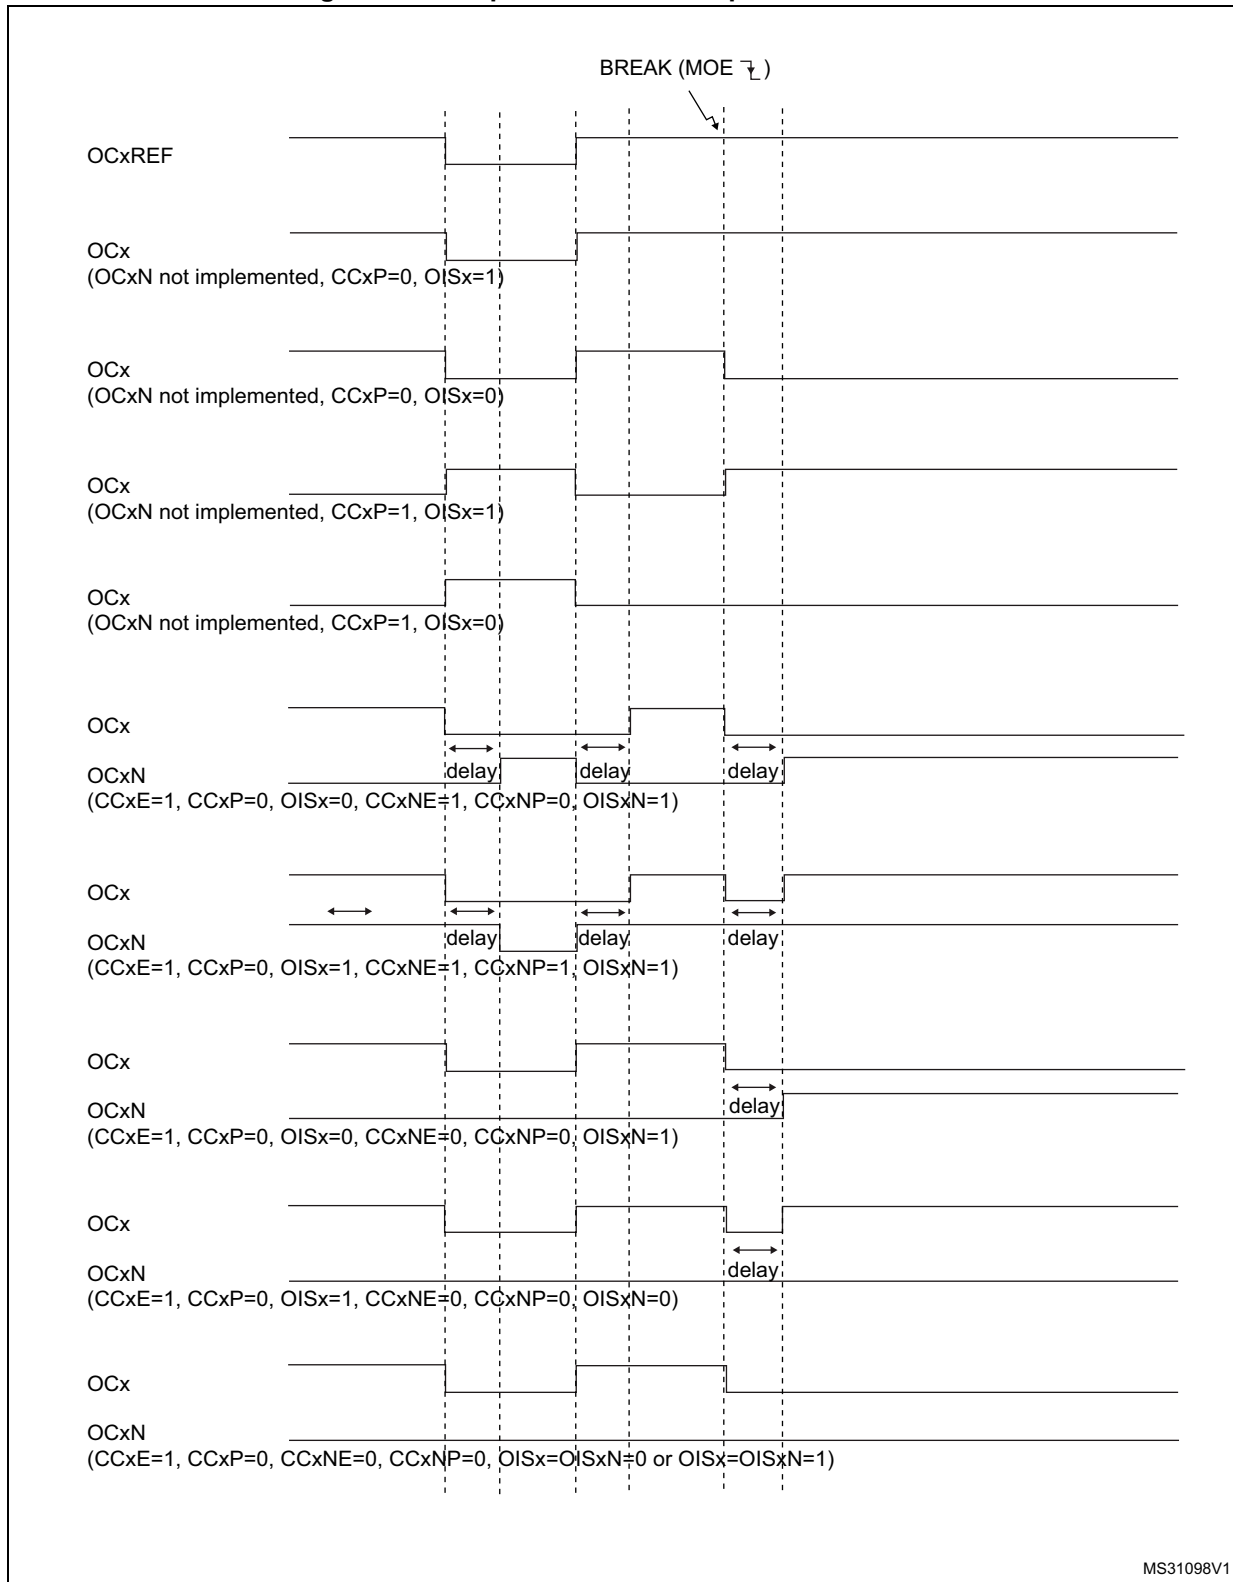 BREAK (MOE )
OCxREF
OCx
(OCxN not implemented, CCxP=0, OISx=1)
OCx
(OCxN not implemented, CCxP=0, OISx=0)
OCx
(OCxN not implemented, CCxP=1, OISx=1)
OCx
(OCxN not implemented, CCxP=1, OISx=0)
OCx
OCxN delay delay delay
(CCxE=1, CCxP=0, OISx=0, CCxNE=1, CCxNP=0, OISxN=1)
OCx
OCxN delay delay delay
(CCxE=1, CCxP=0, OISx=1, CCxNE=1, CCxNP=1, OISxN=1)
OCx
OCxN delay
(CCxE=1, CCxP=0, OISx=0, CCxNE=0, CCxNP=0, OISxN=1)
OCx
OCxN delay
(CCxE=1, CCxP=0, OISx=1, CCxNE=0, CCxNP=0, OISxN=0)
OCx
OCxN
(CCxE=1, CCxP=0, CCxNE=0, CCxNP=0, OISx=OISxN=0 or OISx=OISxN=1)
MS31098V1